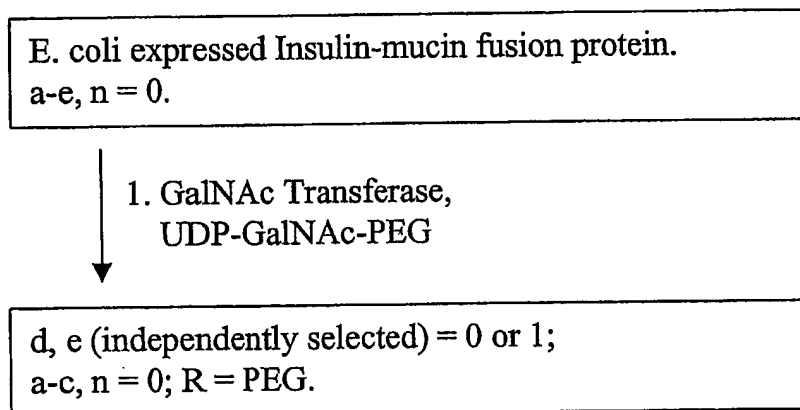 E. coli expressed Insulin-mucin fusion protein.
a-e, n = 0.
1. GalNAc Transferase,
UDP-GalNAc-PEG
d, e (independently selected) = 0 or 1;
a-c, n = 0; R = PEG.